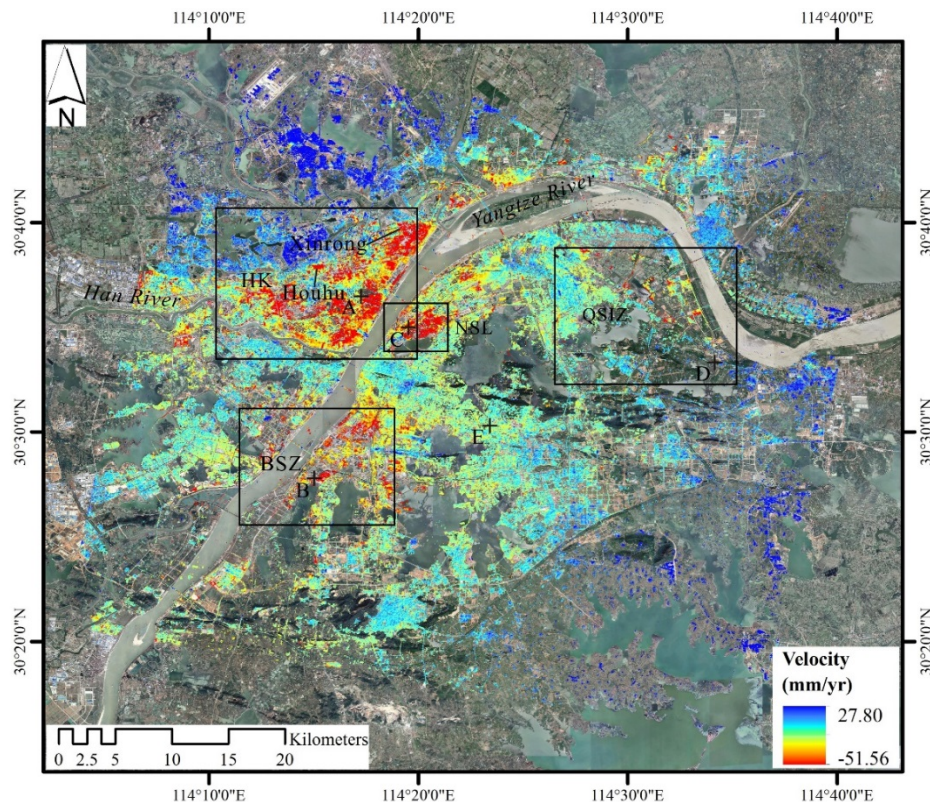 114°10'0"E
114°20'0"E
114°30'0"E
114°40'0"E
N
30°40'0"N
30°40'0"N
Yangtze River
Xinrong
HK
Houhu
A
Han River
C
NSL
QSIZ
D
30°30'0"N
30°30'0"N
E
BSZ
B
30°20'0"N
30°20'0"N
Velocity
(mm/yr)
27.80
-51.56
Kilometers
0 2.5 5 10 15 20
114°10'0"E
114°20'0"E
114°30'0"E
114°40'0"E